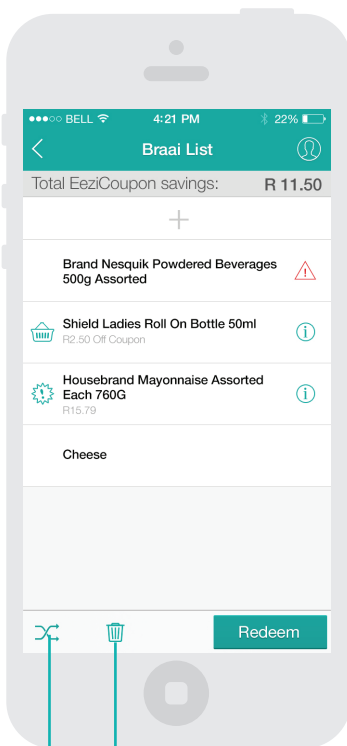 BELL 4:21 PM 22%
Braai List
Total EeziCoupon savings: R 11.50
Brand Nesquik Powdered Beverages
500g Assorted
Shield Ladies Roll On Bottle 50ml
R2.50 Off Coupon
Housebrand Mayonnaise Assorted
Each 760G
R15.79
Cheese
Redeem